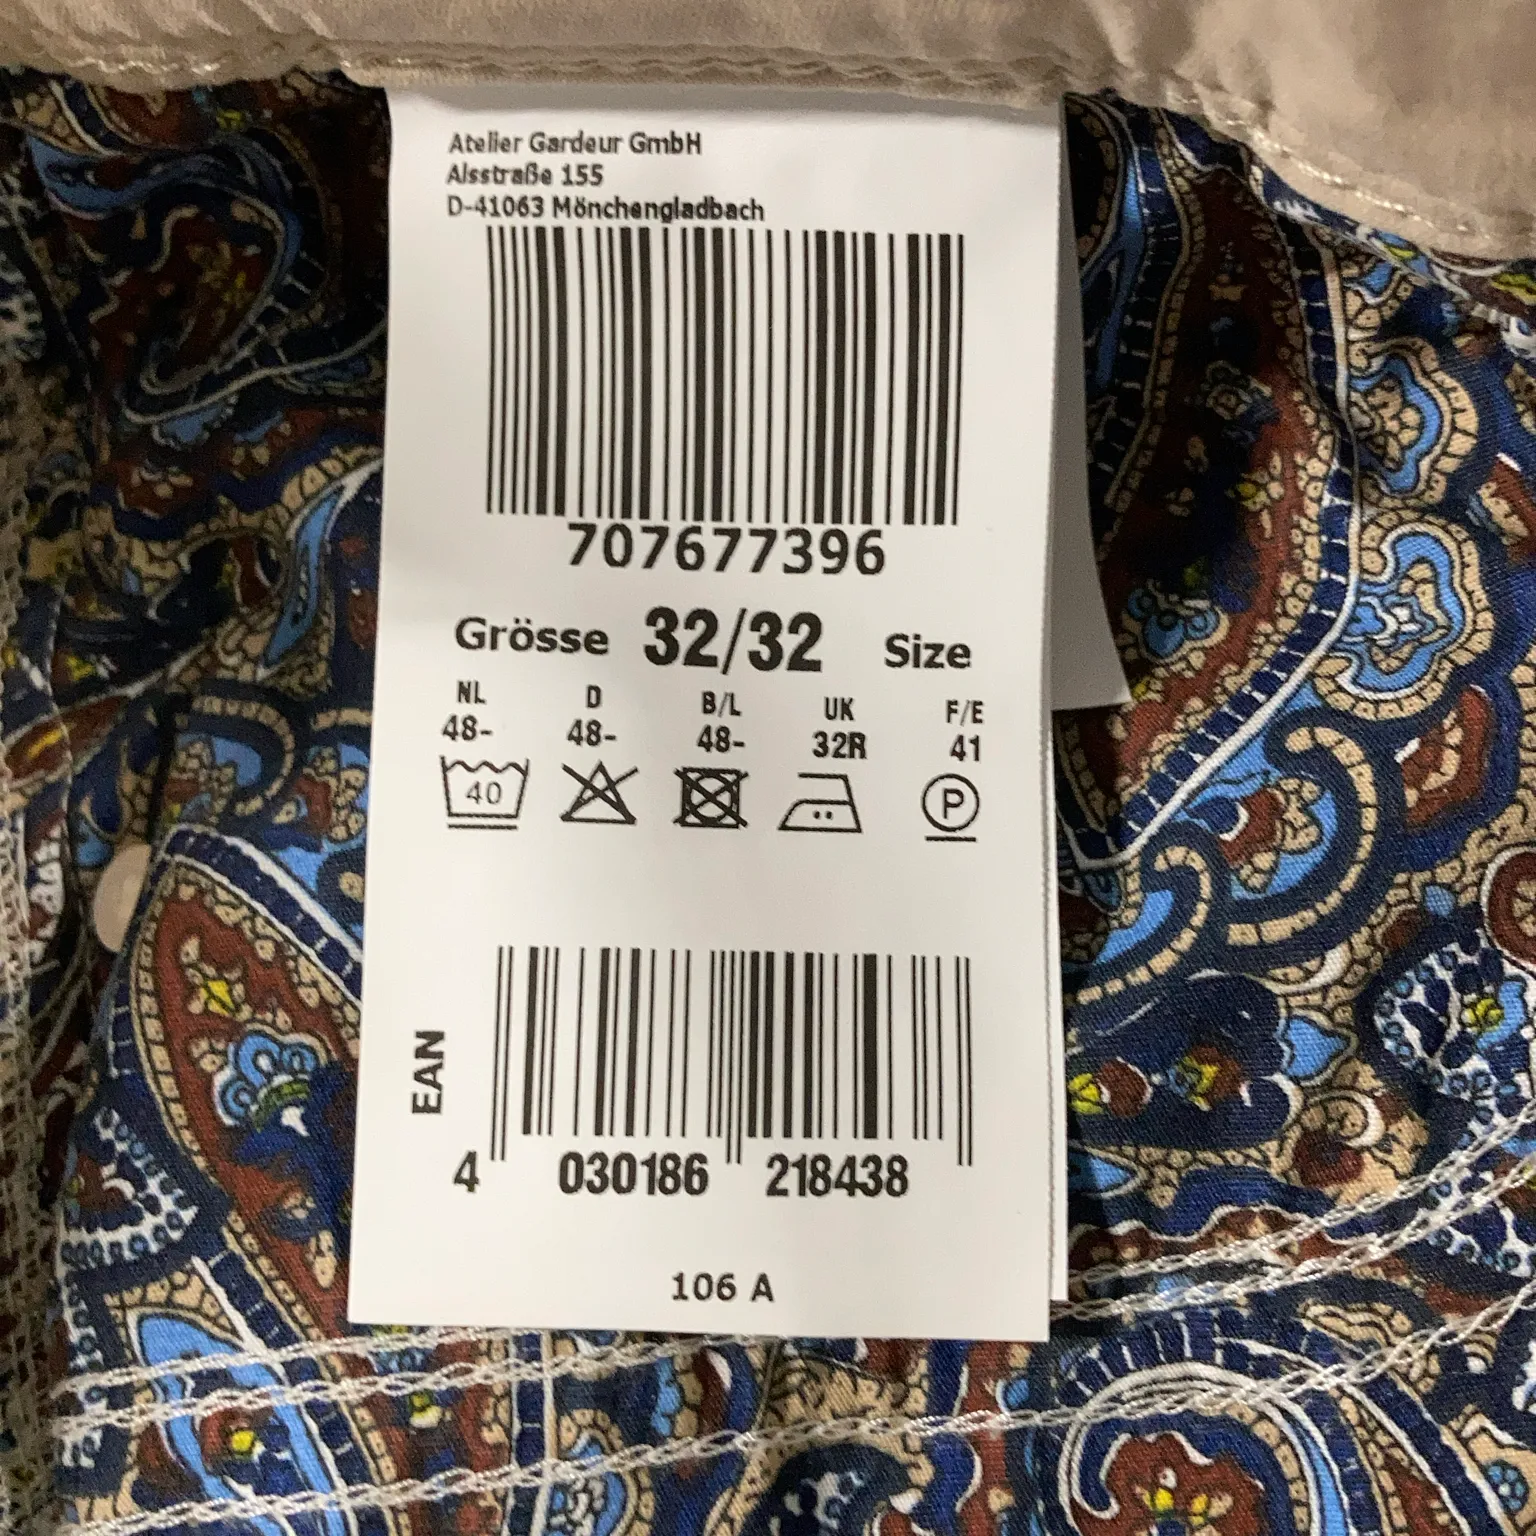 Atelier Gardeur GmbH
Alsstraße 155
D-41063 Mönchengladbach
707677396
Grösse 32/32 Size
NL D B/L UK F/E
48- 48- 48- 32R 41
40 P
EAN
4 030186 218438
106 A